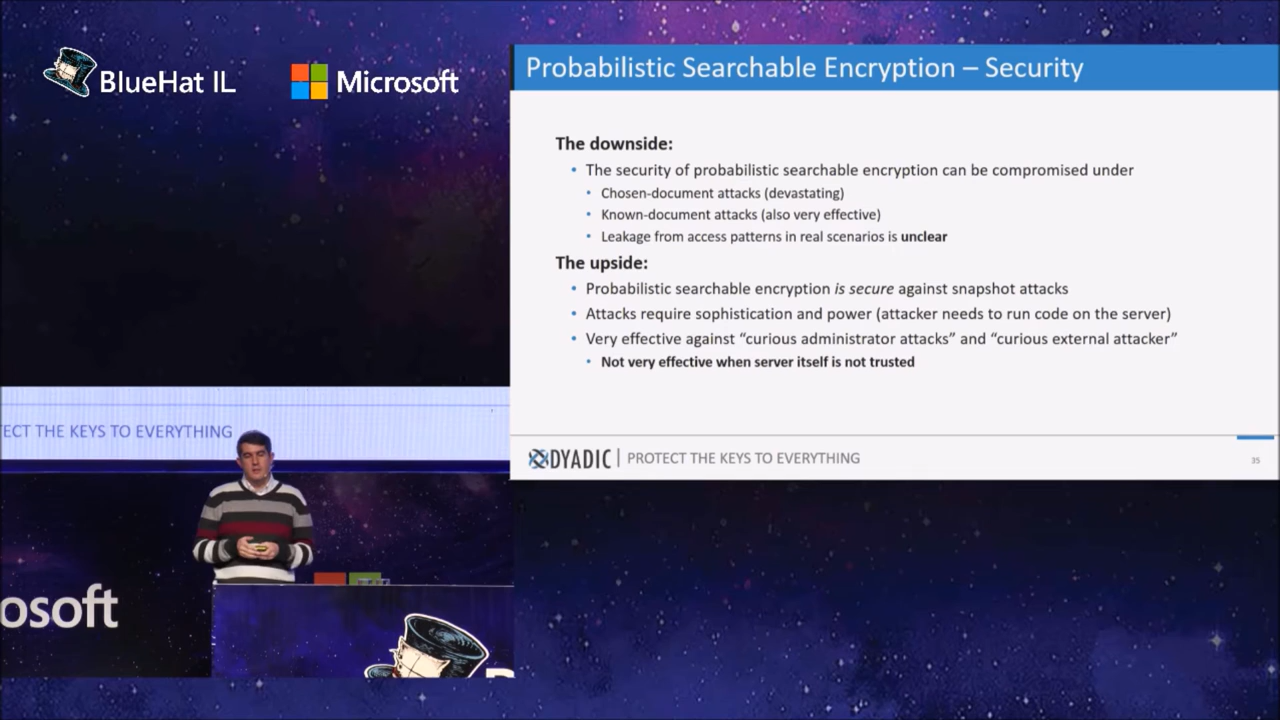 BlueHat IL
Microsoft
Probabilistic Searchable Encryption – Security
The downside:
• The security of probabilistic searchable encryption can be compromised under
• Chosen-document attacks (devastating)
• Known-document attacks (also very effective)
• Leakage from access patterns in real scenarios is unclear
The upside:
• Probabilistic searchable encryption is secure against snapshot attacks
• Attacks require sophistication and power (attacker needs to run code on the server)
• Very effective against “curious administrator attacks” and “curious external attacker”
• Not very effective when server itself is not trusted
DYADIC | PROTECT THE KEYS TO EVERYTHING
35
TECT THE KEYS TO EVERYTHING
osoft